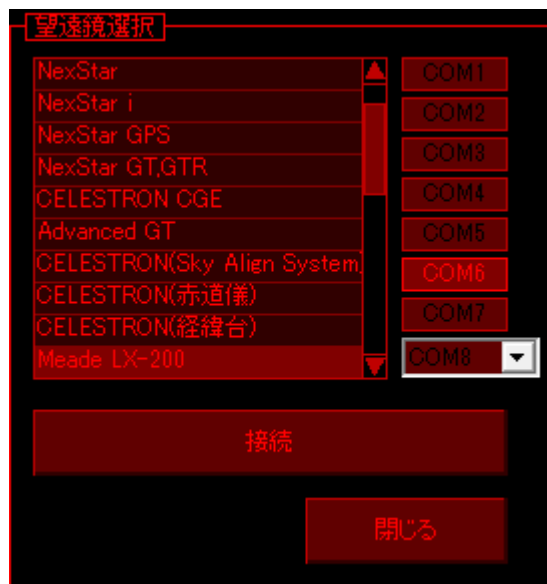 望遠鏡選択
NexStar
NexStar i
NexStar GPS
NexStar GT,GTR
CELESTRON CGE
Advanced GT
CELESTRON(Sky Align System)
CELESTRON(赤道儀)
CELESTRON(経緯台)
Meade LX-200
COM1
COM2
COM3
COM4
COM5
COM6
COM7
COM8
接続
閉じる